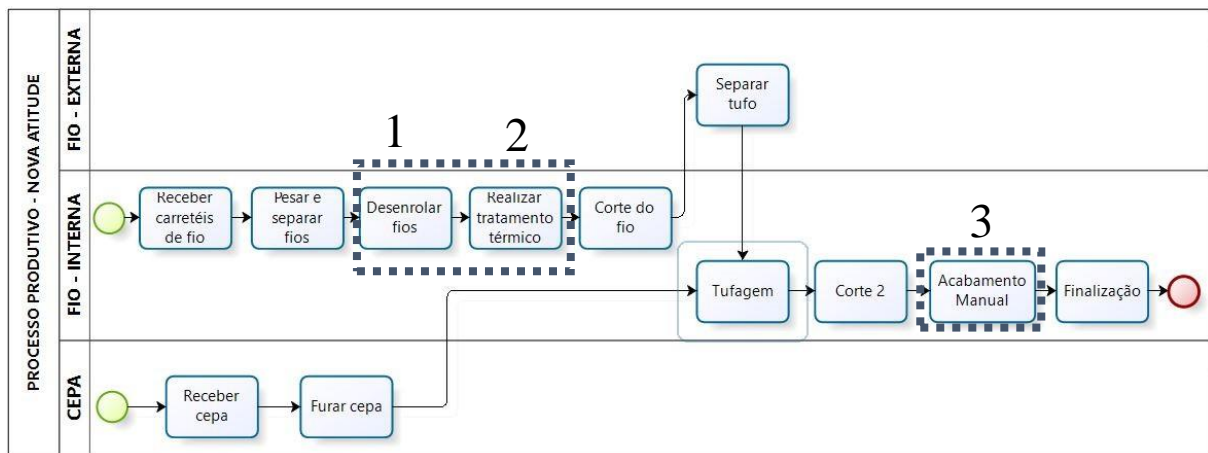 PROCESSO PRODUTIVO - NOVA ATITUDE
FIO - EXTERNA
Separar
tufo
1
2
FIO - INTERNA
Receber
carretéis
de fio
Pesar e
separar
fios
Desenrolar
fios
Realizar
tratamento
térmico
Corte do
fio
Tufagem
Corte 2
3
Acabamento
Manual
Finalização
CEPA
Receber
cepa
Furar cepa